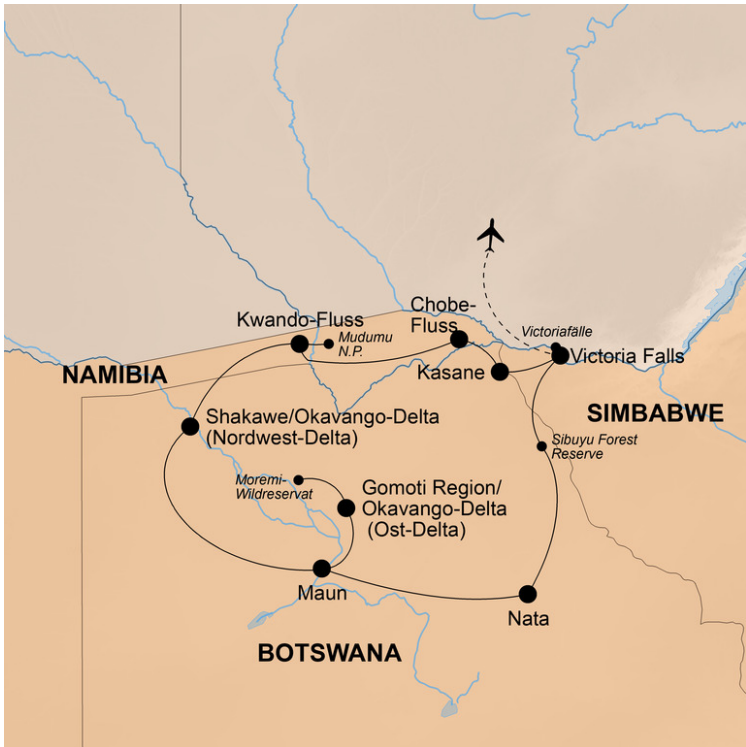 Chobe-
Fluss
Kwando-Fluss
Mudumu
N.P.
Victoriafälle
Victoria Falls
Kasane
NAMIBIA
SIMBABWE
Shakawe/Okavango-Delta
(Nordwest-Delta)
Sibuyu Forest
Reserve
Moremi-
Wildreservat
Gomoti Region/
Okavango-Delta
(Ost-Delta)
Maun
Nata
BOTSWANA